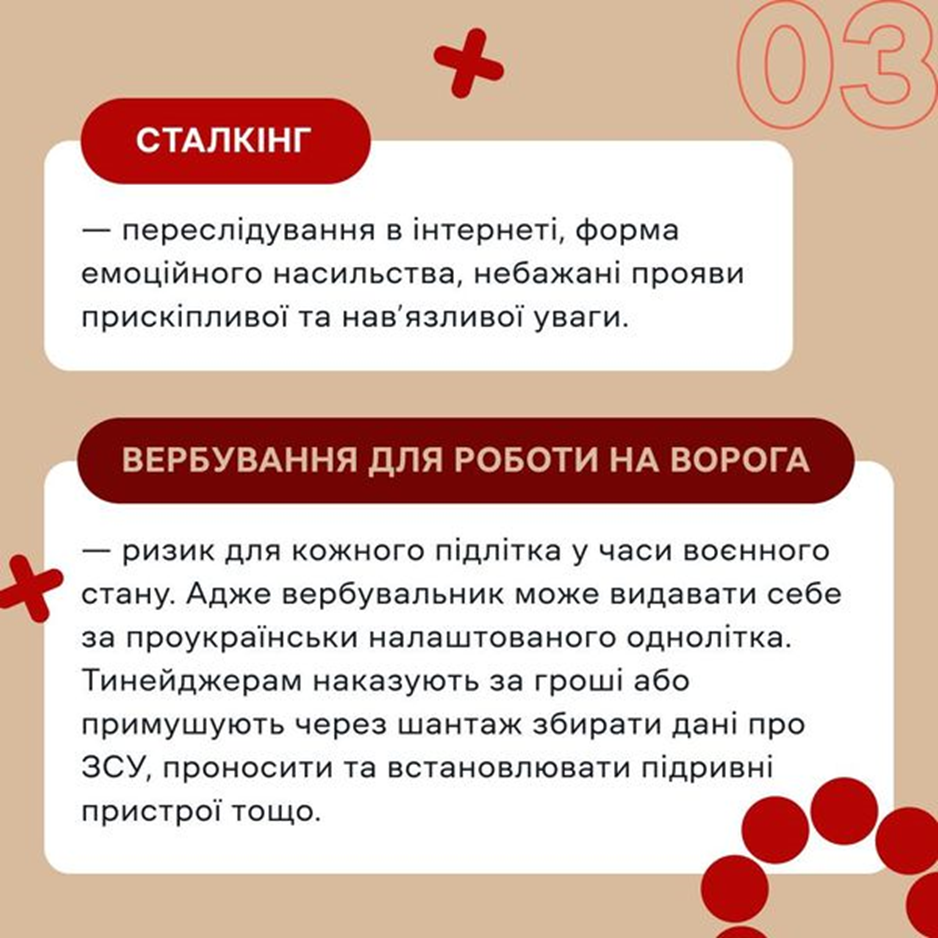 03
СТАЛКІНГ
— переслідування в інтернеті, форма
емоційного насильства, небажані прояви
прискіпливої та нав’язливої уваги.
ВЕРБУВАННЯ ДЛЯ РОБОТИ НА ВОРОГА
— ризик для кожного підлітка у часи воєнного
стану. Адже вербувальник може видавати себе
за проукраїнськи налаштованого однолітка.
Тинейджерам наказують за гроші або
примушують через шантаж збирати дані про
ЗСУ, проносити та встановлювати підривні
пристрої тощо.